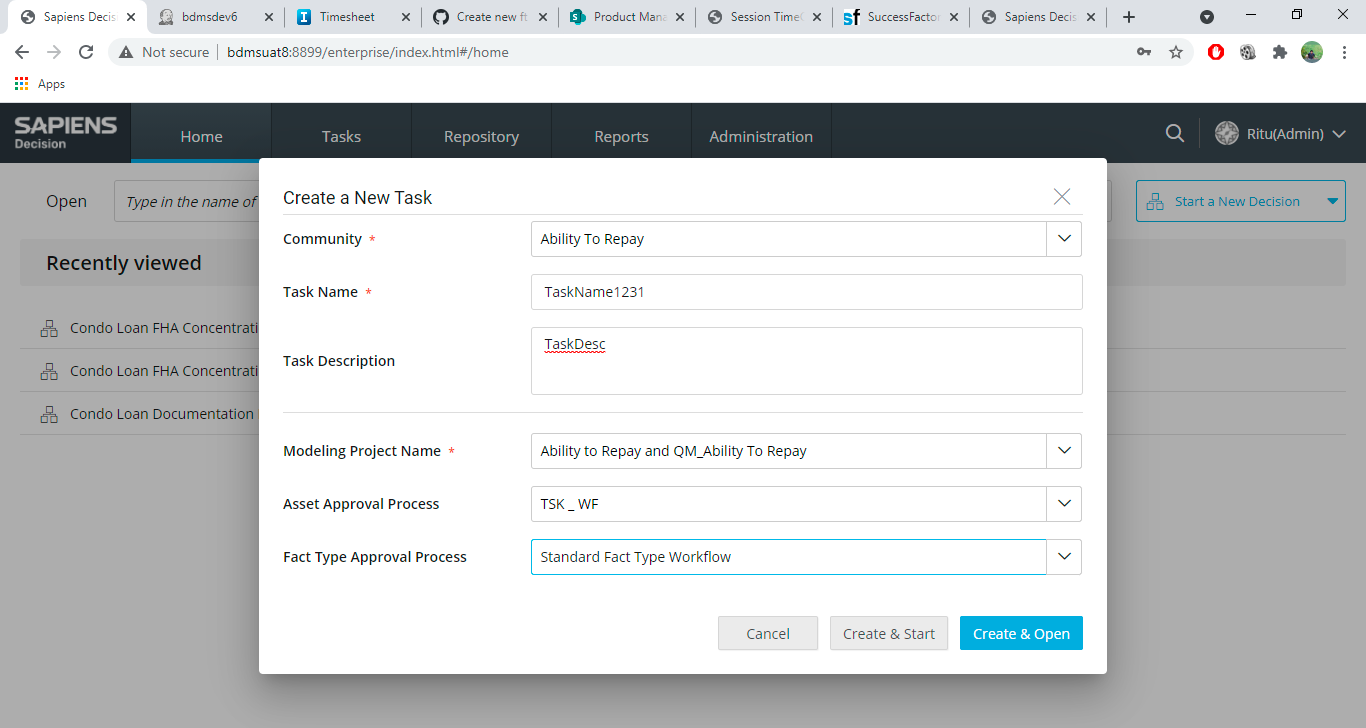 Sapiens Decis
bdmsdev6
Timesheet
Create new ft
Product Mana
Session Time
SuccessFactor
Sapiens Decis
Not secure
bdmsuat8:8899/enterprise/index.html#/home
Apps
SAPIENS
Decision
Home
Tasks
Repository
Reports
Administration
Ritu(Admin)
Open
Type in the name of
Start a New Decision
Recently viewed
Condo Loan FHA Concentrati
Condo Loan FHA Concentrati
Condo Loan Documentation
Create a New Task
Community *
Ability To Repay
Task Name *
TaskName1231
Task Description
TaskDesc
Modeling Project Name *
Ability to Repay and QM_Ability To Repay
Asset Approval Process
TSK _ WF
Fact Type Approval Process
Standard Fact Type Workflow
Cancel
Create & Start
Create & Open